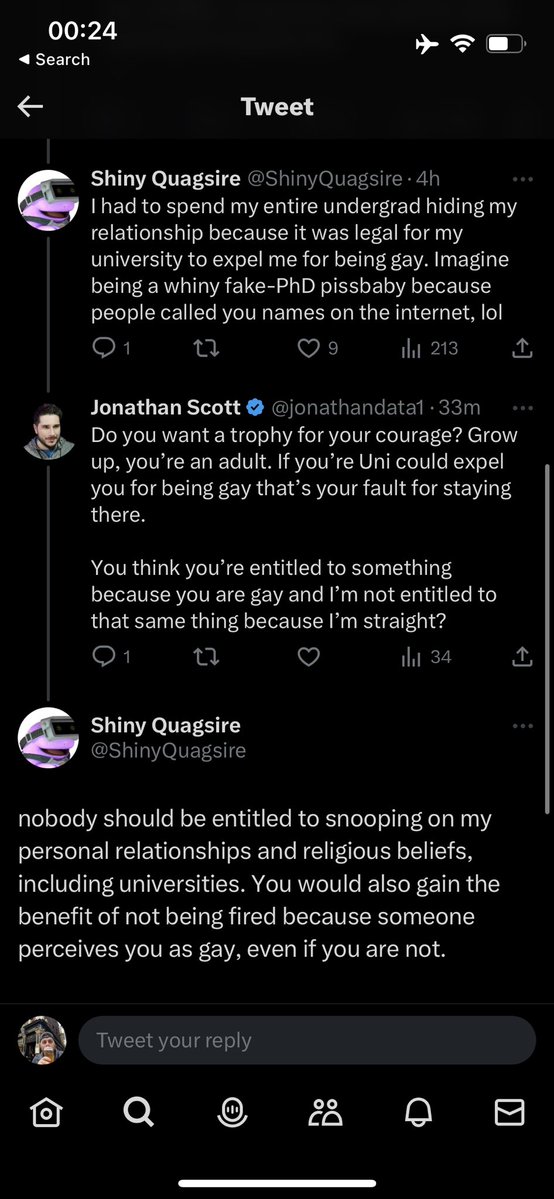 00:24
◀ Search
Tweet
Shiny Quagsire @ShinyQuagsire · 4h
I had to spend my entire undergrad hiding my
relationship because it was legal for my
university to expel me for being gay. Imagine
being a whiny fake-PhD pissbaby because
people called you names on the internet, lol
1 9 213
Jonathan Scott @jonathandata1 · 33m
Do you want a trophy for your courage? Grow
up, you’re an adult. If you’re Uni could expel
you for being gay that’s your fault for staying
there.
You think you’re entitled to something
because you are gay and I’m not entitled to
that same thing because I’m straight?
1 34
Shiny Quagsire
@ShinyQuagsire
nobody should be entitled to snooping on my
personal relationships and religious beliefs,
including universities. You would also gain the
benefit of not being fired because someone
perceives you as gay, even if you are not.
Tweet your reply